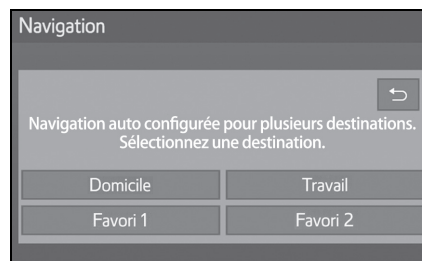 Navigation
Navigation auto configurée pour plusieurs destinations.
Sélectionnez une destination.
Domicile
Travail
Favori 1
Favori 2